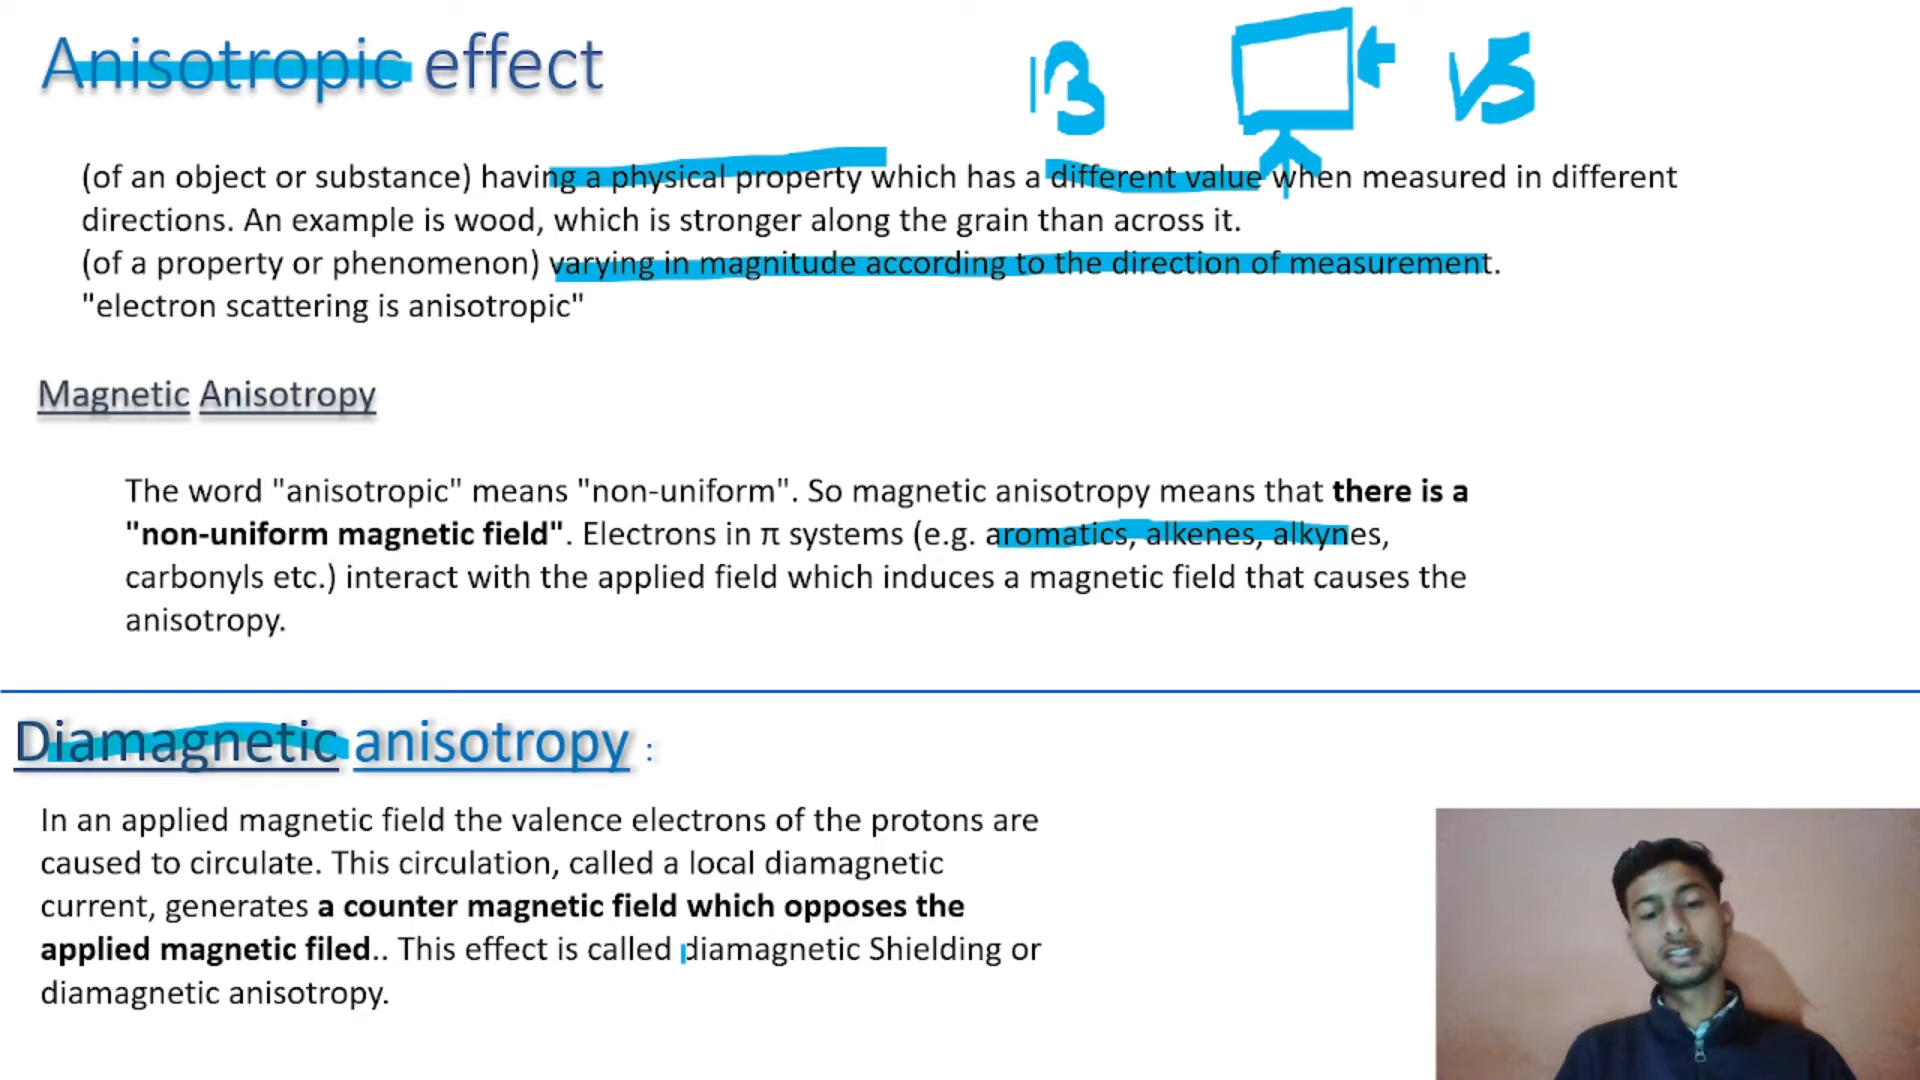 Anisotropic effect
13
15
(of an object or substance) having a physical property which has a different value when measured in different
directions. An example is wood, which is stronger along the grain than across it.
(of a property or phenomenon) varying in magnitude according to the direction of measurement.
"electron scattering is anisotropic"
Magnetic Anisotropy
The word "anisotropic" means "non-uniform". So magnetic anisotropy means that there is a
"non-uniform magnetic field". Electrons in π systems (e.g. aromatics, alkenes, alkynes,
carbonyls etc.) interact with the applied field which induces a magnetic field that causes the
anisotropy.
Diamagnetic anisotropy :
In an applied magnetic field the valence electrons of the protons are
caused to circulate. This circulation, called a local diamagnetic
current, generates a counter magnetic field which opposes the
applied magnetic filed.. This effect is called diamagnetic Shielding or
diamagnetic anisotropy.